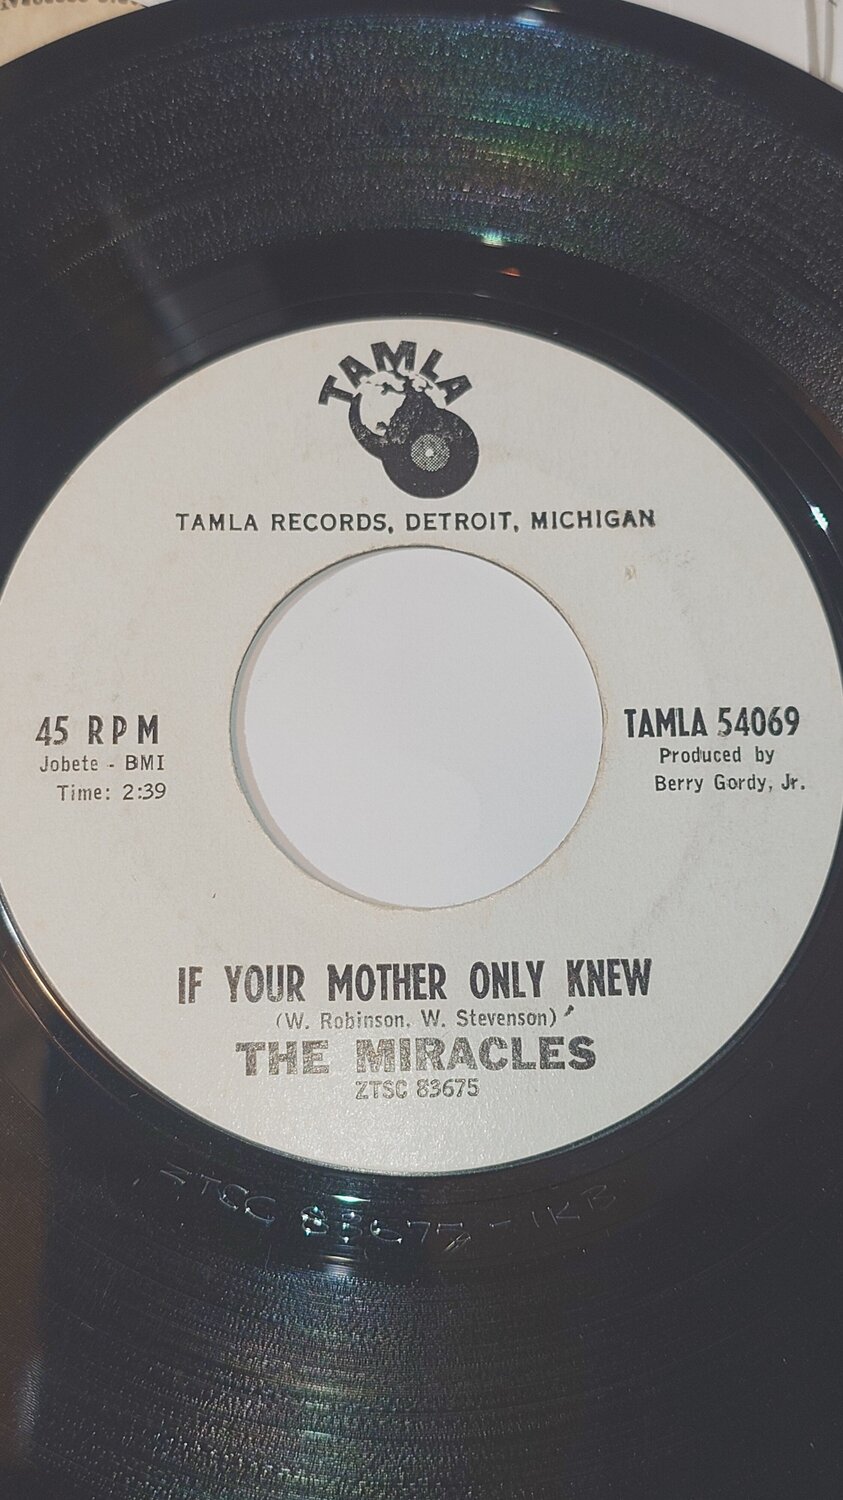 TAMLA
TAMLA RECORDS, DETROIT, MICHIGAN
45 RPM
Jobete - BMI
Time: 2:39
TAMLA 54069
Produced by
Berry Gordy, Jr.
IF YOUR MOTHER ONLY KNEW
(W. Robinson, W. Stevenson)
THE MIRACLES
ZTSC 83675